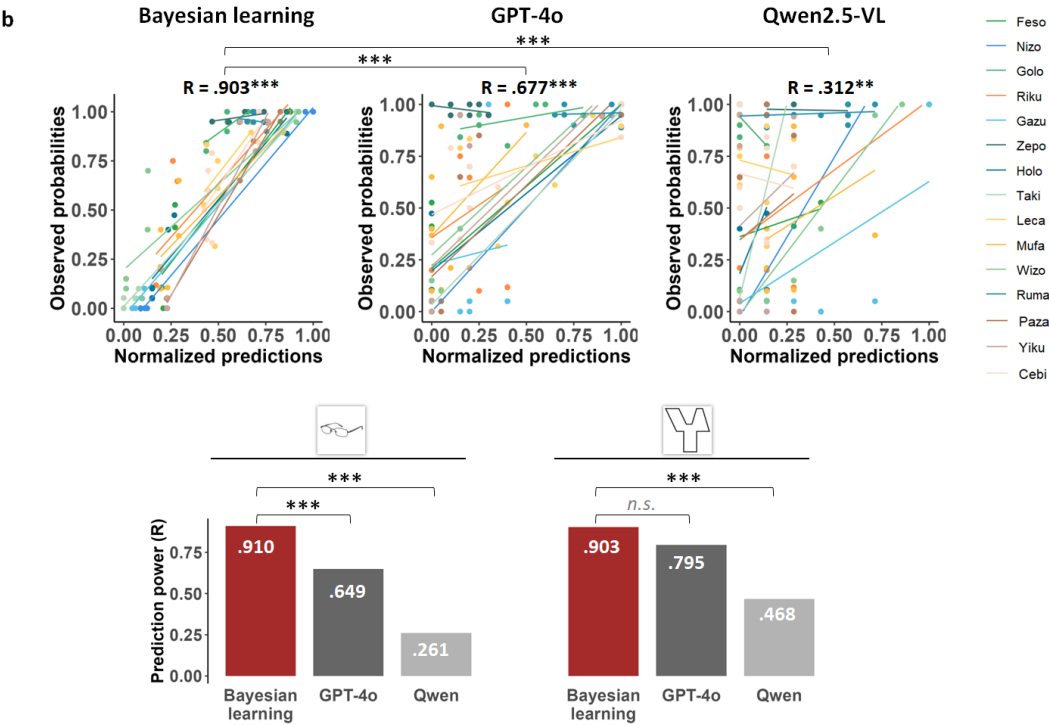 b
Bayesian learning
GPT-4o
Qwen2.5-VL
***
***
R = .903***
R = .677***
R = .312**
Observed probabilities
1.00
0.75
0.50
0.25
0.00
0.00 0.25 0.50 0.75 1.00
Normalized predictions
Observed probabilities
1.00
0.75
0.50
0.25
0.00
0.00 0.25 0.50 0.75 1.00
Normalized predictions
Observed probabilities
1.00
0.75
0.50
0.25
0.00
0.00 0.25 0.50 0.75 1.00
Normalized predictions
Feso
Nizo
Golo
Riku
Gazu
Zepo
Holo
Taki
Leca
Mufa
Wizo
Ruma
Paza
Yiku
Cebi
***
***
Prediction power (R)
0.75
0.50
0.25
0.00
.910
.649
.261
Bayesian learning
GPT-4o
Qwen
***
n.s.
.903
.795
.468
Bayesian learning
GPT-4o
Qwen